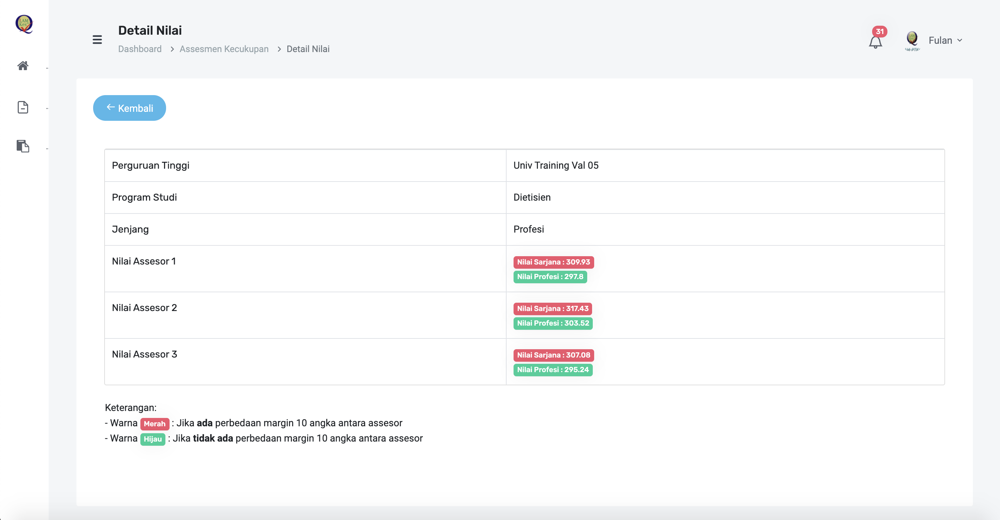 LAM
Kes
Detail Nilai
Dashboard > Assesmen Kecukupan > Detail Nilai
31
LAM
Kes
M-PTK
Fulan
← Kembali
Perguruan Tinggi Univ Training Val 05
Program Studi Dietisien
Jenjang Profesi
Nilai Assesor 1 Nilai Sarjana : 309.93
Nilai Profesi : 297.8
Nilai Assesor 2 Nilai Sarjana : 317.43
Nilai Profesi : 303.52
Nilai Assesor 3 Nilai Sarjana : 307.08
Nilai Profesi : 295.24
Keterangan:
- Warna Merah : Jika ada perbedaan margin 10 angka antara assesor
- Warna Hijau : Jika tidak ada perbedaan margin 10 angka antara assesor